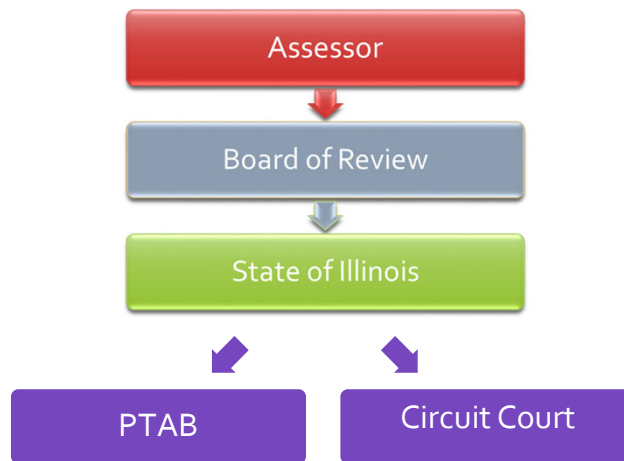 Assessor
Board of Review
State of Illinois
PTAB
Circuit Court